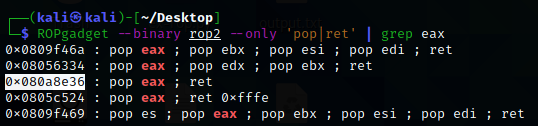 ┌──(kali㉿kali)-[~/Desktop]
└─$ ROPgadget --binary rop2 --only 'pop|ret' | grep eax
0x0809f46a : pop eax ; pop ebx ; pop esi ; pop edi ; ret
0x08056334 : pop eax ; pop edx ; pop ebx ; ret
0x080a8e36 : pop eax ; ret
0x0805c524 : pop eax ; ret 0xfffe
0x0809f469 : pop es ; pop eax ; pop ebx ; pop esi ; pop edi ; ret